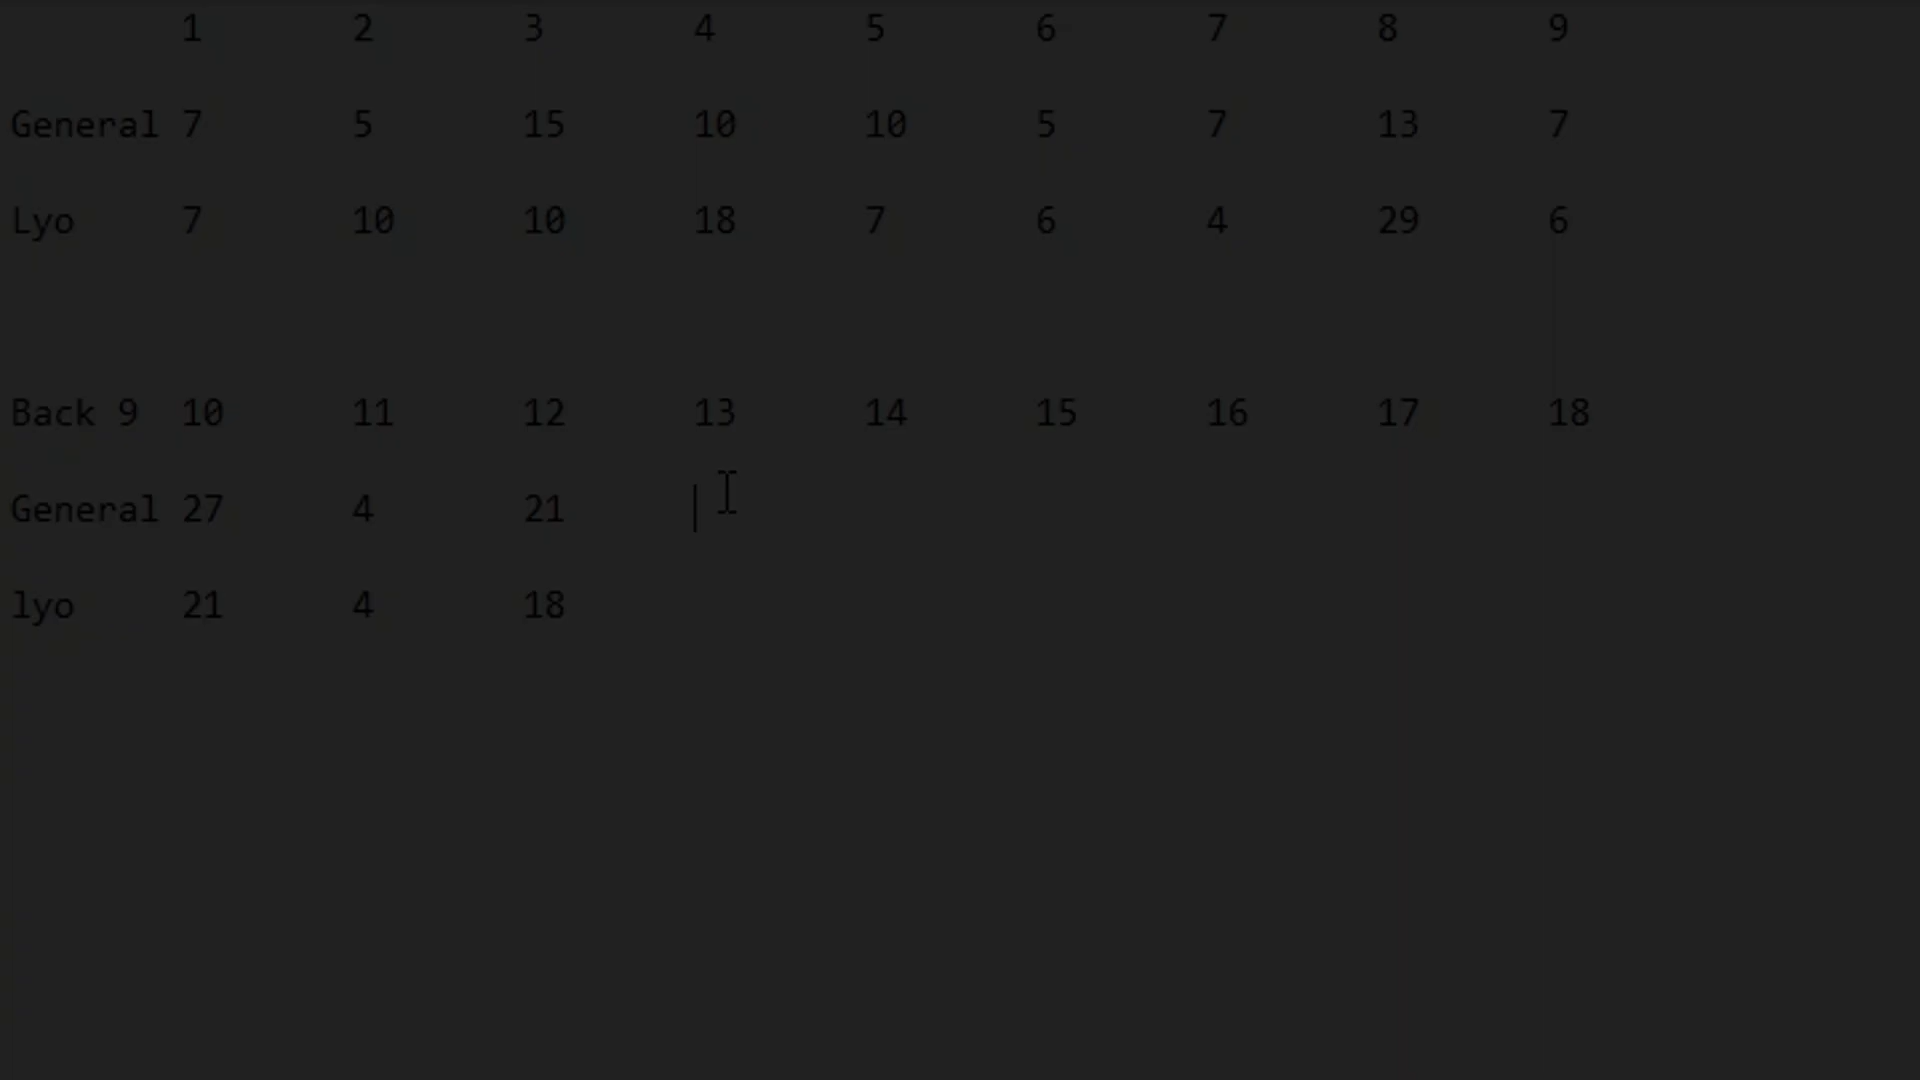 1 2 3 4 5 6 7 8 9
General 7 5 15 10 10 5 7 13 7
Lyo 7 10 10 18 7 6 4 29 6
Back 9 10 11 12 13 14 15 16 17 18
General 27 4 21
lyo 21 4 18